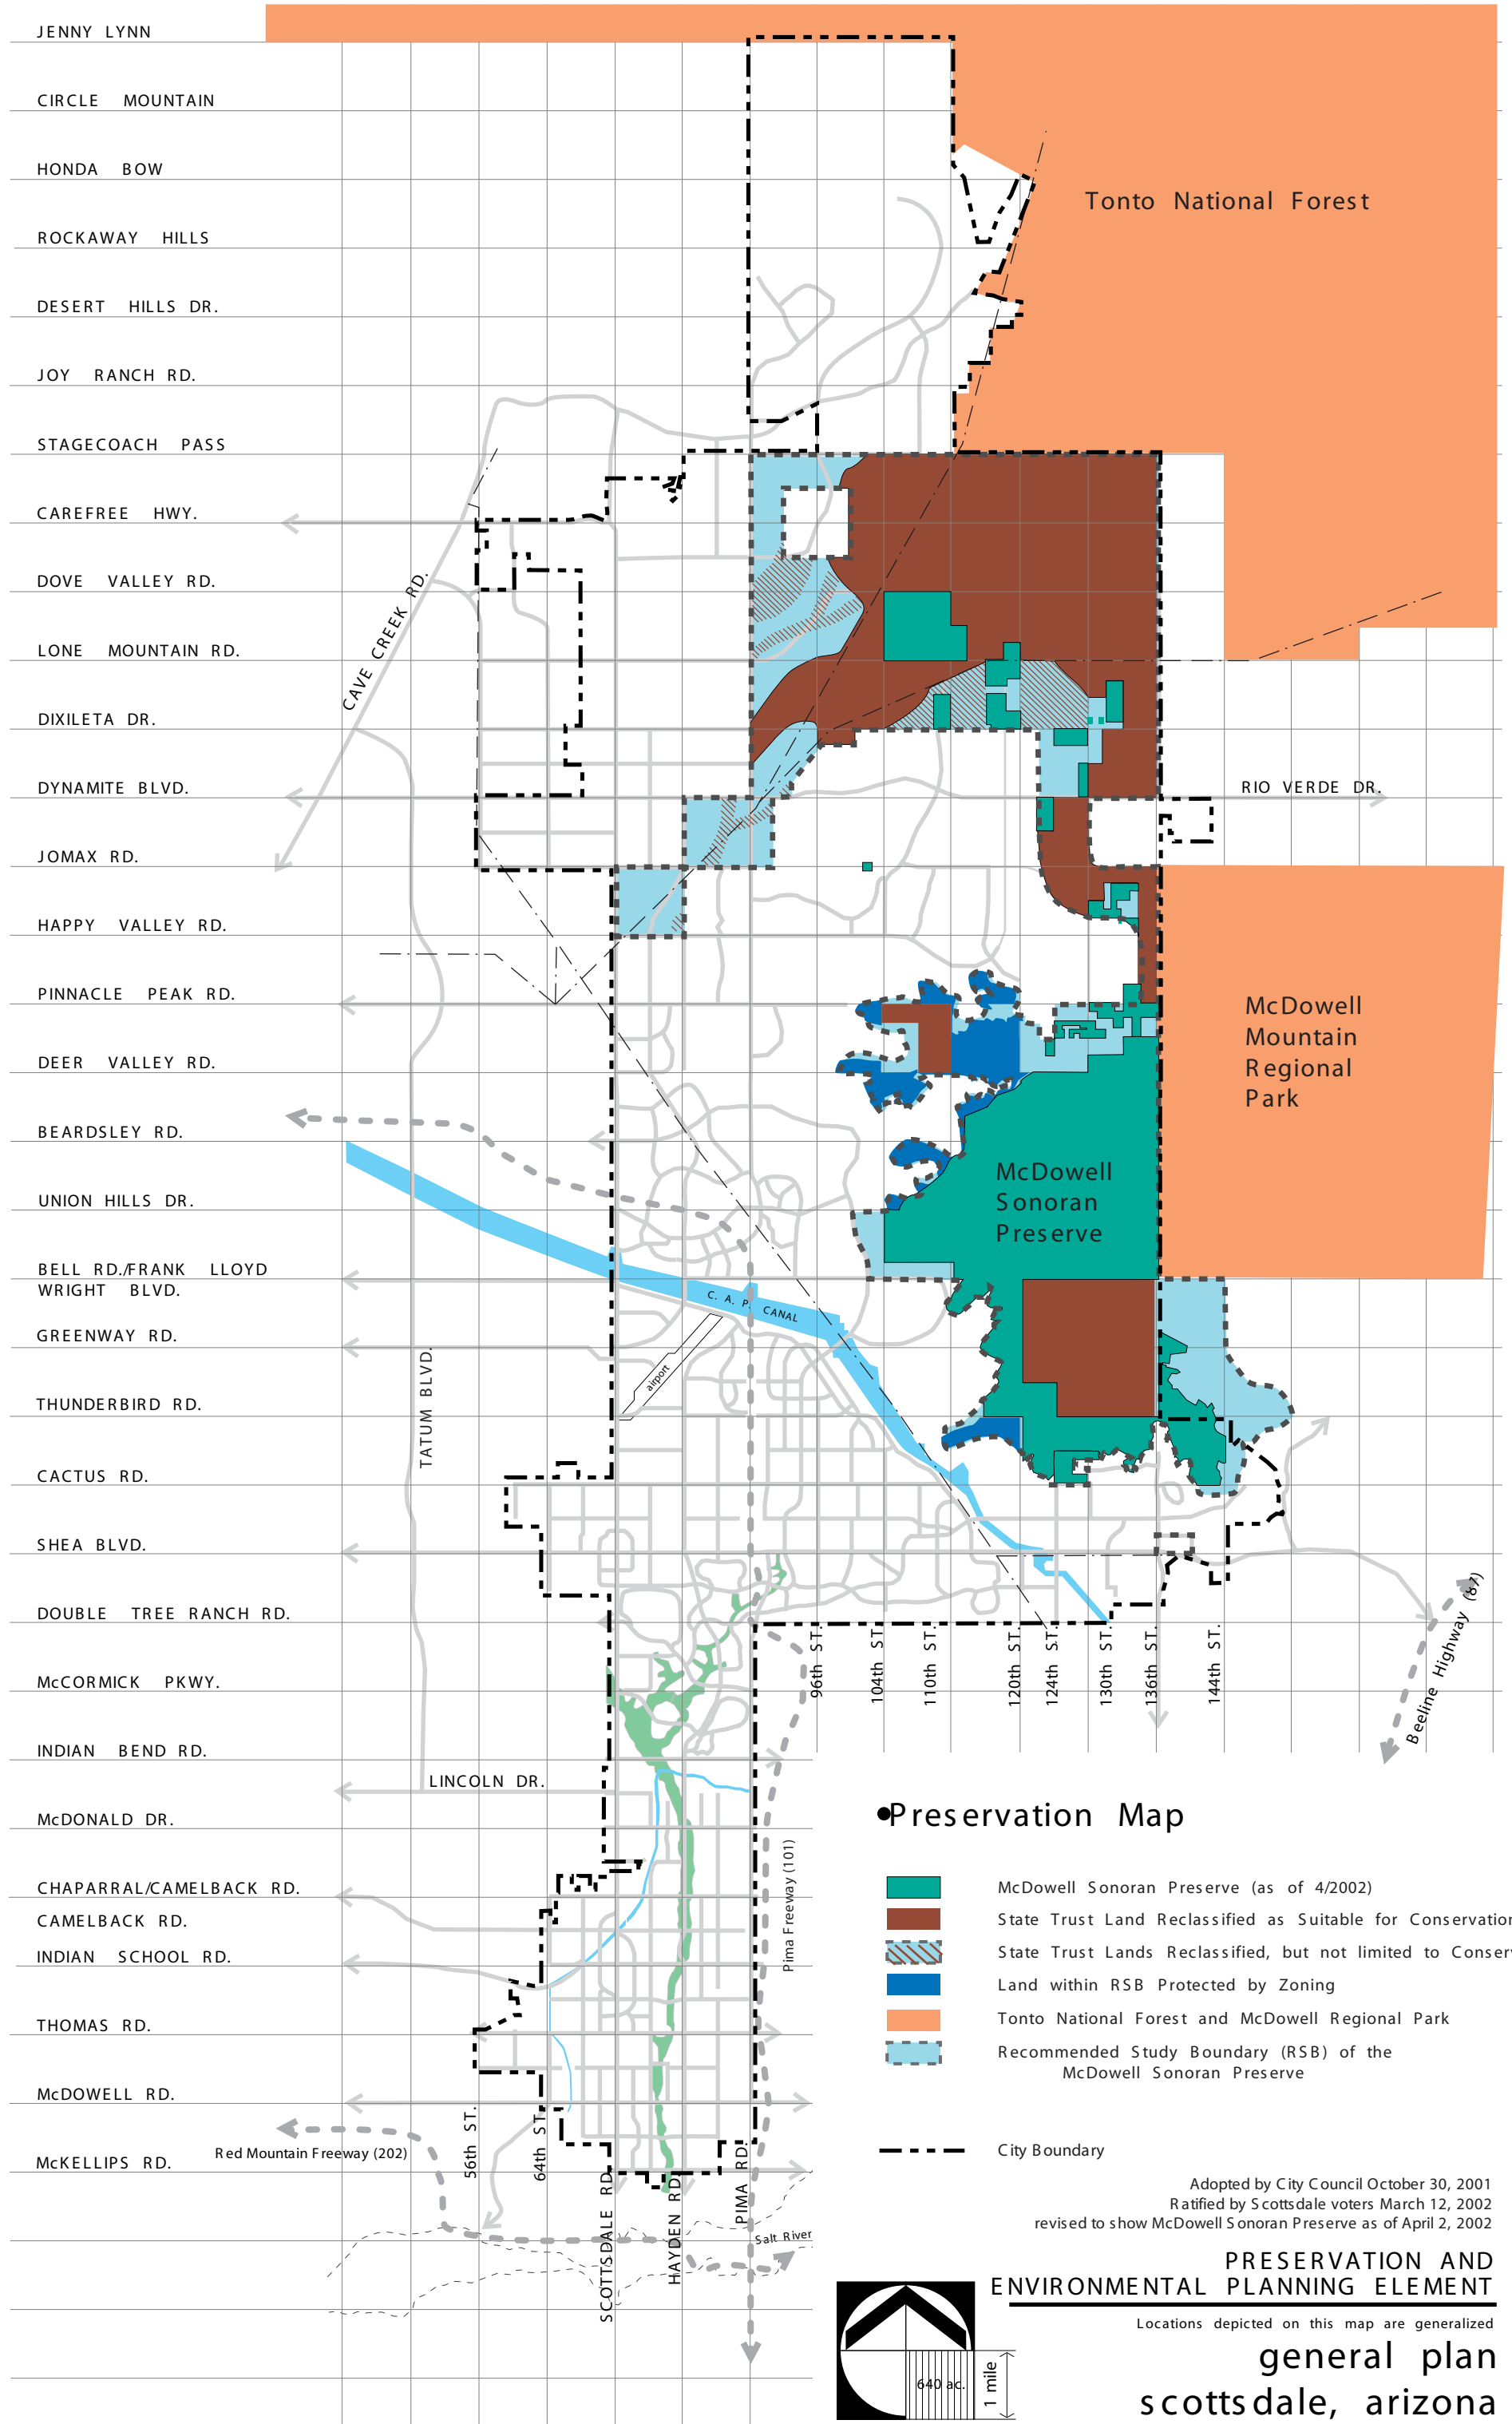 JENNY LYNN
CIRCLE MOUNTAIN
HONDA BOW
Tonto National Forest
ROCKAWAY HILLS
DESERT HILLS DR.
JOY RANCH RD.
STAGECOACH PASS
CAREFREE HWY.
DOVE VALLEY RD.
CAVE CREEK RD.
LONE MOUNTAIN RD.
DIXILETA DR.
DYNAMITE BLVD.
RIO VERDE DR.
JOMAX RD.
HAPPY VALLEY RD.
PINNACLE PEAK RD.
McDowell
Mountain
Regional
Park
DEER VALLEY RD.
BEARDSLEY RD.
McDowell
Sonoran
Preserve
UNION HILLS DR.
BELL RD./FRANK LLOYD
WRIGHT BLVD.
C. A. P. CANAL
GREENWAY RD.
airport
TATUM BLVD.
THUNDERBIRD RD.
CACTUS RD.
SHEA BLVD.
DOUBLE TREE RANCH RD.
96th ST.
104th ST.
110th ST.
120th ST.
124th ST.
130th ST.
136th ST.
144th ST.
Beeline Highway (87)
McCORMICK PKWY.
INDIAN BEND RD.
LINCOLN DR.
McDONALD DR.
Pima Freeway (101)
CHAPARRAL/CAMELBACK RD.
CAMELBACK RD.
INDIAN SCHOOL RD.
THOMAS RD.
McDOWELL RD.
56th ST.
64th ST.
Red Mountain Freeway (202)
McKELLIPS RD.
SCOTTSDALE RD.
HAYDEN RD.
PIMA RD.
Salt River
•Preservation Map
McDowell Sonoran Preserve (as of 4/2002)
State Trust Land Reclassified as Suitable for Conservation
State Trust Lands Reclassified, but not limited to Conser
Land within RSB Protected by Zoning
Tonto National Forest and McDowell Regional Park
Recommended Study Boundary (RSB) of the
McDowell Sonoran Preserve
City Boundary
Adopted by City Council October 30, 2001
Ratified by Scottsdale voters March 12, 2002
revised to show McDowell Sonoran Preserve as of April 2, 2002
PRESERVATION AND
ENVIRONMENTAL PLANNING ELEMENT
Locations depicted on this map are generalized
640 ac.
1 mile
general plan
scottsdale, arizona